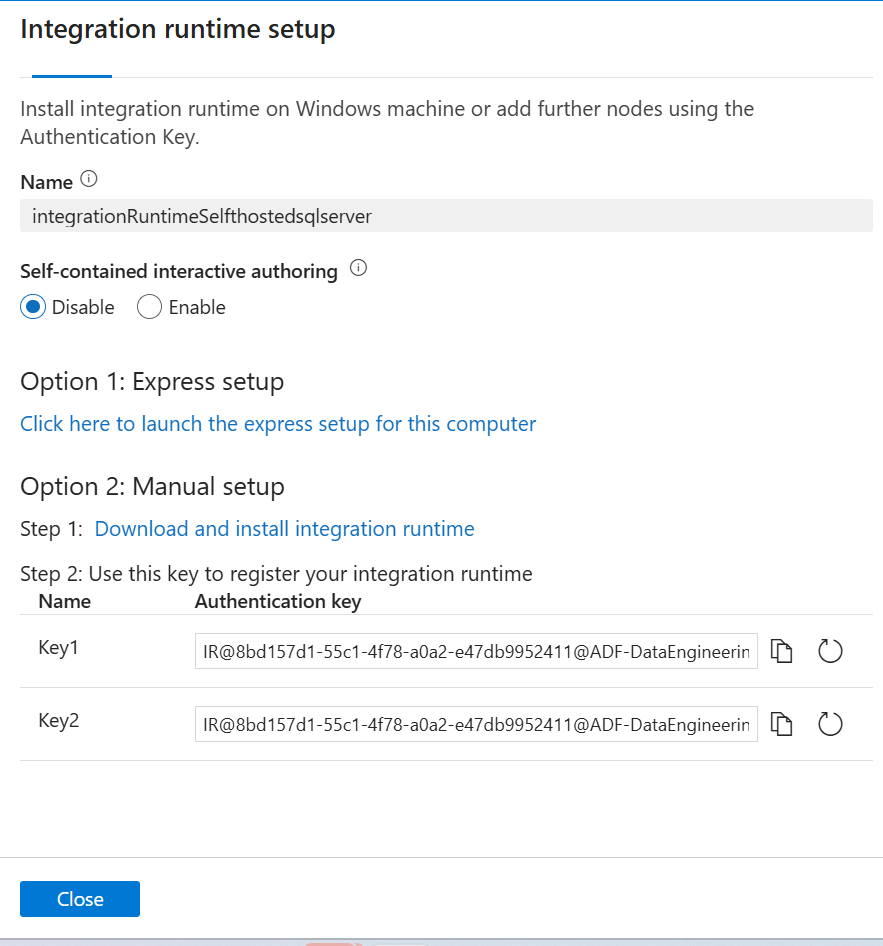 Integration runtime setup
Install integration runtime on Windows machine or add further nodes using the
Authentication Key.
Name
integrationRuntimeSelfthostedsqlserver
Self-contained interactive authoring
Disable Enable
Option 1: Express setup
Click here to launch the express setup for this computer
Option 2: Manual setup
Step 1: Download and install integration runtime
Step 2: Use this key to register your integration runtime
Name Authentication key
Key1 IR@8bd157d1-55c1-4f78-a0a2-e47db9952411@ADF-DataEngineerin
Key2 IR@8bd157d1-55c1-4f78-a0a2-e47db9952411@ADF-DataEngineerin
Close